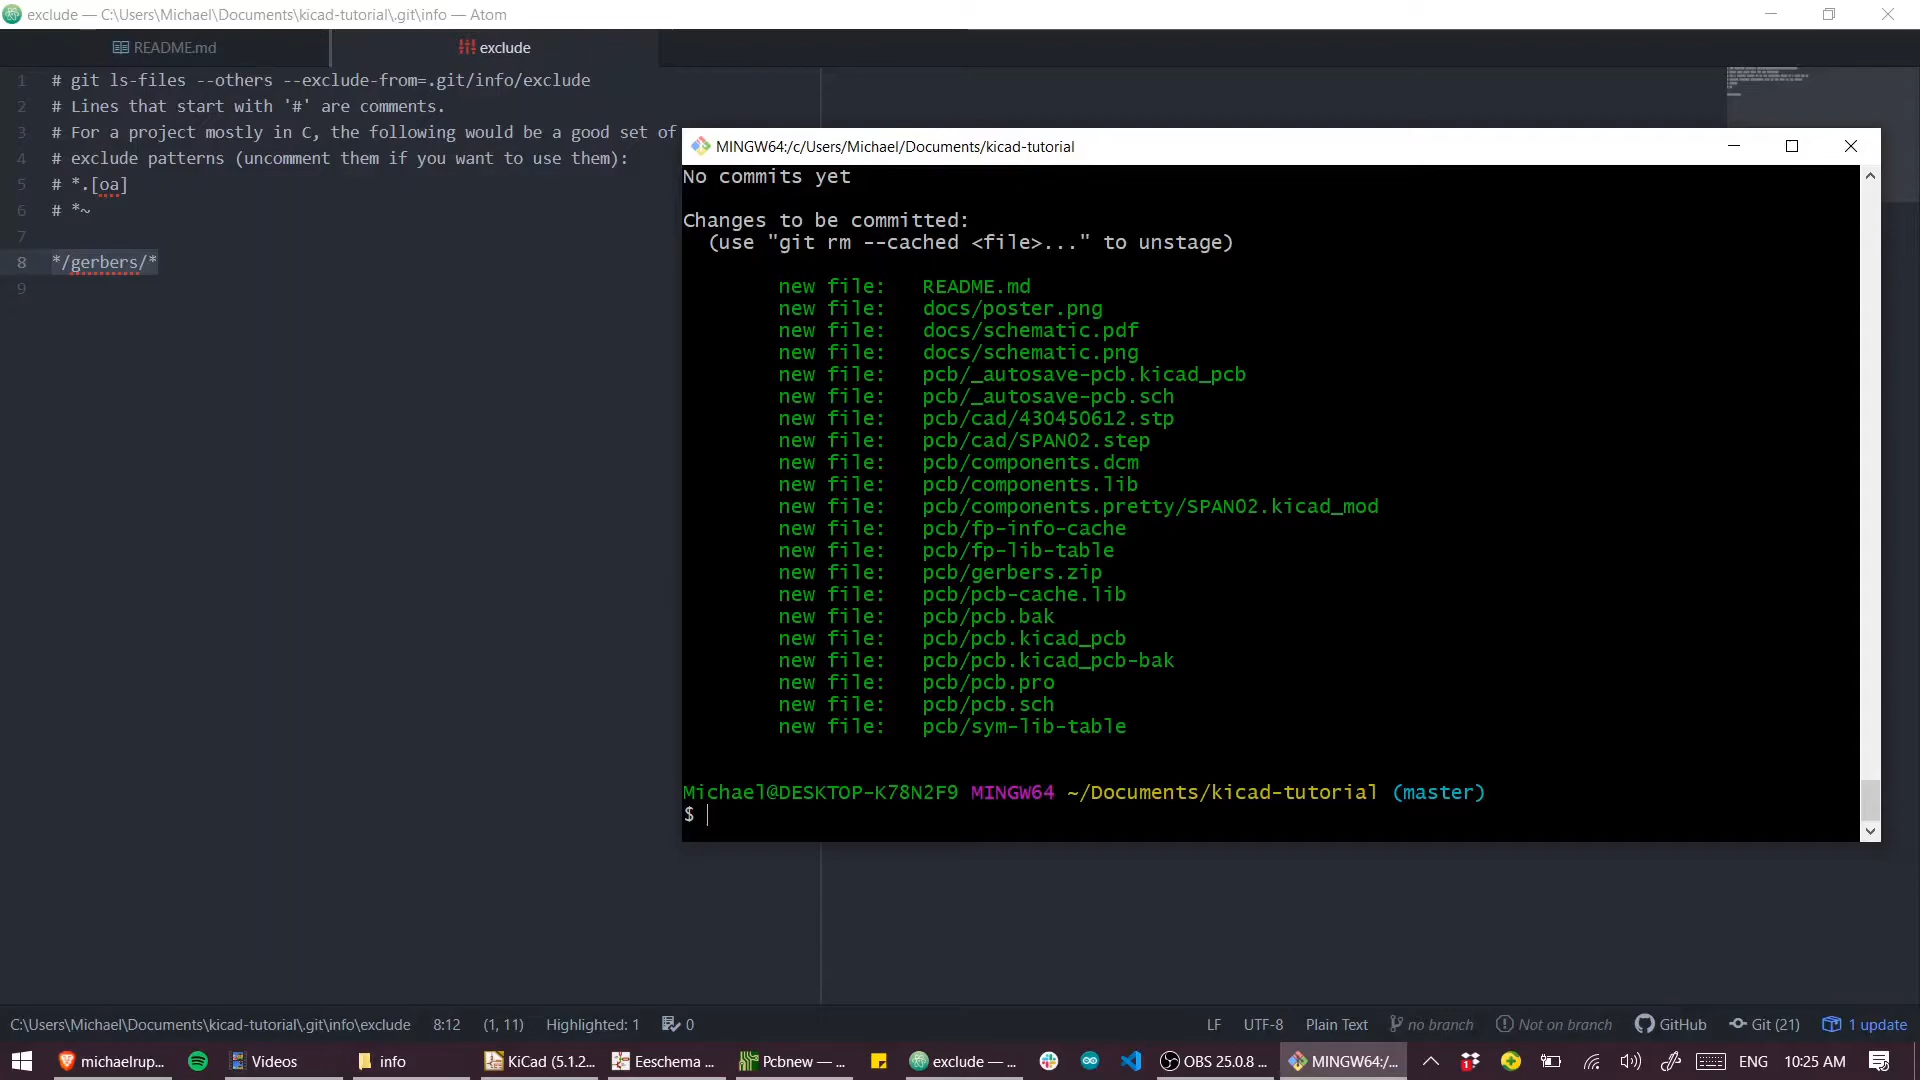 exclude — C:\Users\Michael\Documents\kicad-tutorial\.git\info — Atom
README.md
exclude
1 # git ls-files --others --exclude-from=.git/info/exclude
2 # Lines that start with '#' are comments.
3 # For a project mostly in C, the following would be a good set of
4 # exclude patterns (uncomment them if you want to use them):
5 # *.[oa]
6 # *~
7
8 */gerbers/*
9
MINGW64:/c/Users/Michael/Documents/kicad-tutorial
No commits yet
Changes to be committed:
(use "git rm --cached <file>..." to unstage)
new file: README.md
new file: docs/poster.png
new file: docs/schematic.pdf
new file: docs/schematic.png
new file: pcb/_autosave-pcb.kicad_pcb
new file: pcb/_autosave-pcb.sch
new file: pcb/cad/430450612.stp
new file: pcb/cad/SPAN02.step
new file: pcb/components.dcm
new file: pcb/components.lib
new file: pcb/components.pretty/SPAN02.kicad_mod
new file: pcb/fp-info-cache
new file: pcb/fp-lib-table
new file: pcb/gerbers.zip
new file: pcb/pcb-cache.lib
new file: pcb/pcb.bak
new file: pcb/pcb.kicad_pcb
new file: pcb/pcb.kicad_pcb-bak
new file: pcb/pcb.pro
new file: pcb/pcb.sch
new file: pcb/sym-lib-table
Michael@DESKTOP-K78N2F9 MINGW64 ~/Documents/kicad-tutorial (master)
$
C:\Users\Michael\Documents\kicad-tutorial\.git\info\exclude 8:12 (1, 11) Highlighted: 1 0 LF UTF-8 Plain Text no branch Not on branch GitHub Git (21) 1 update
michaelrup... Videos info KiCad (5.1.2... Eeschema ... Pcbnew — ... exclude — ... OBS 25.0.8 ... MINGW64:/... ENG 10:25 AM